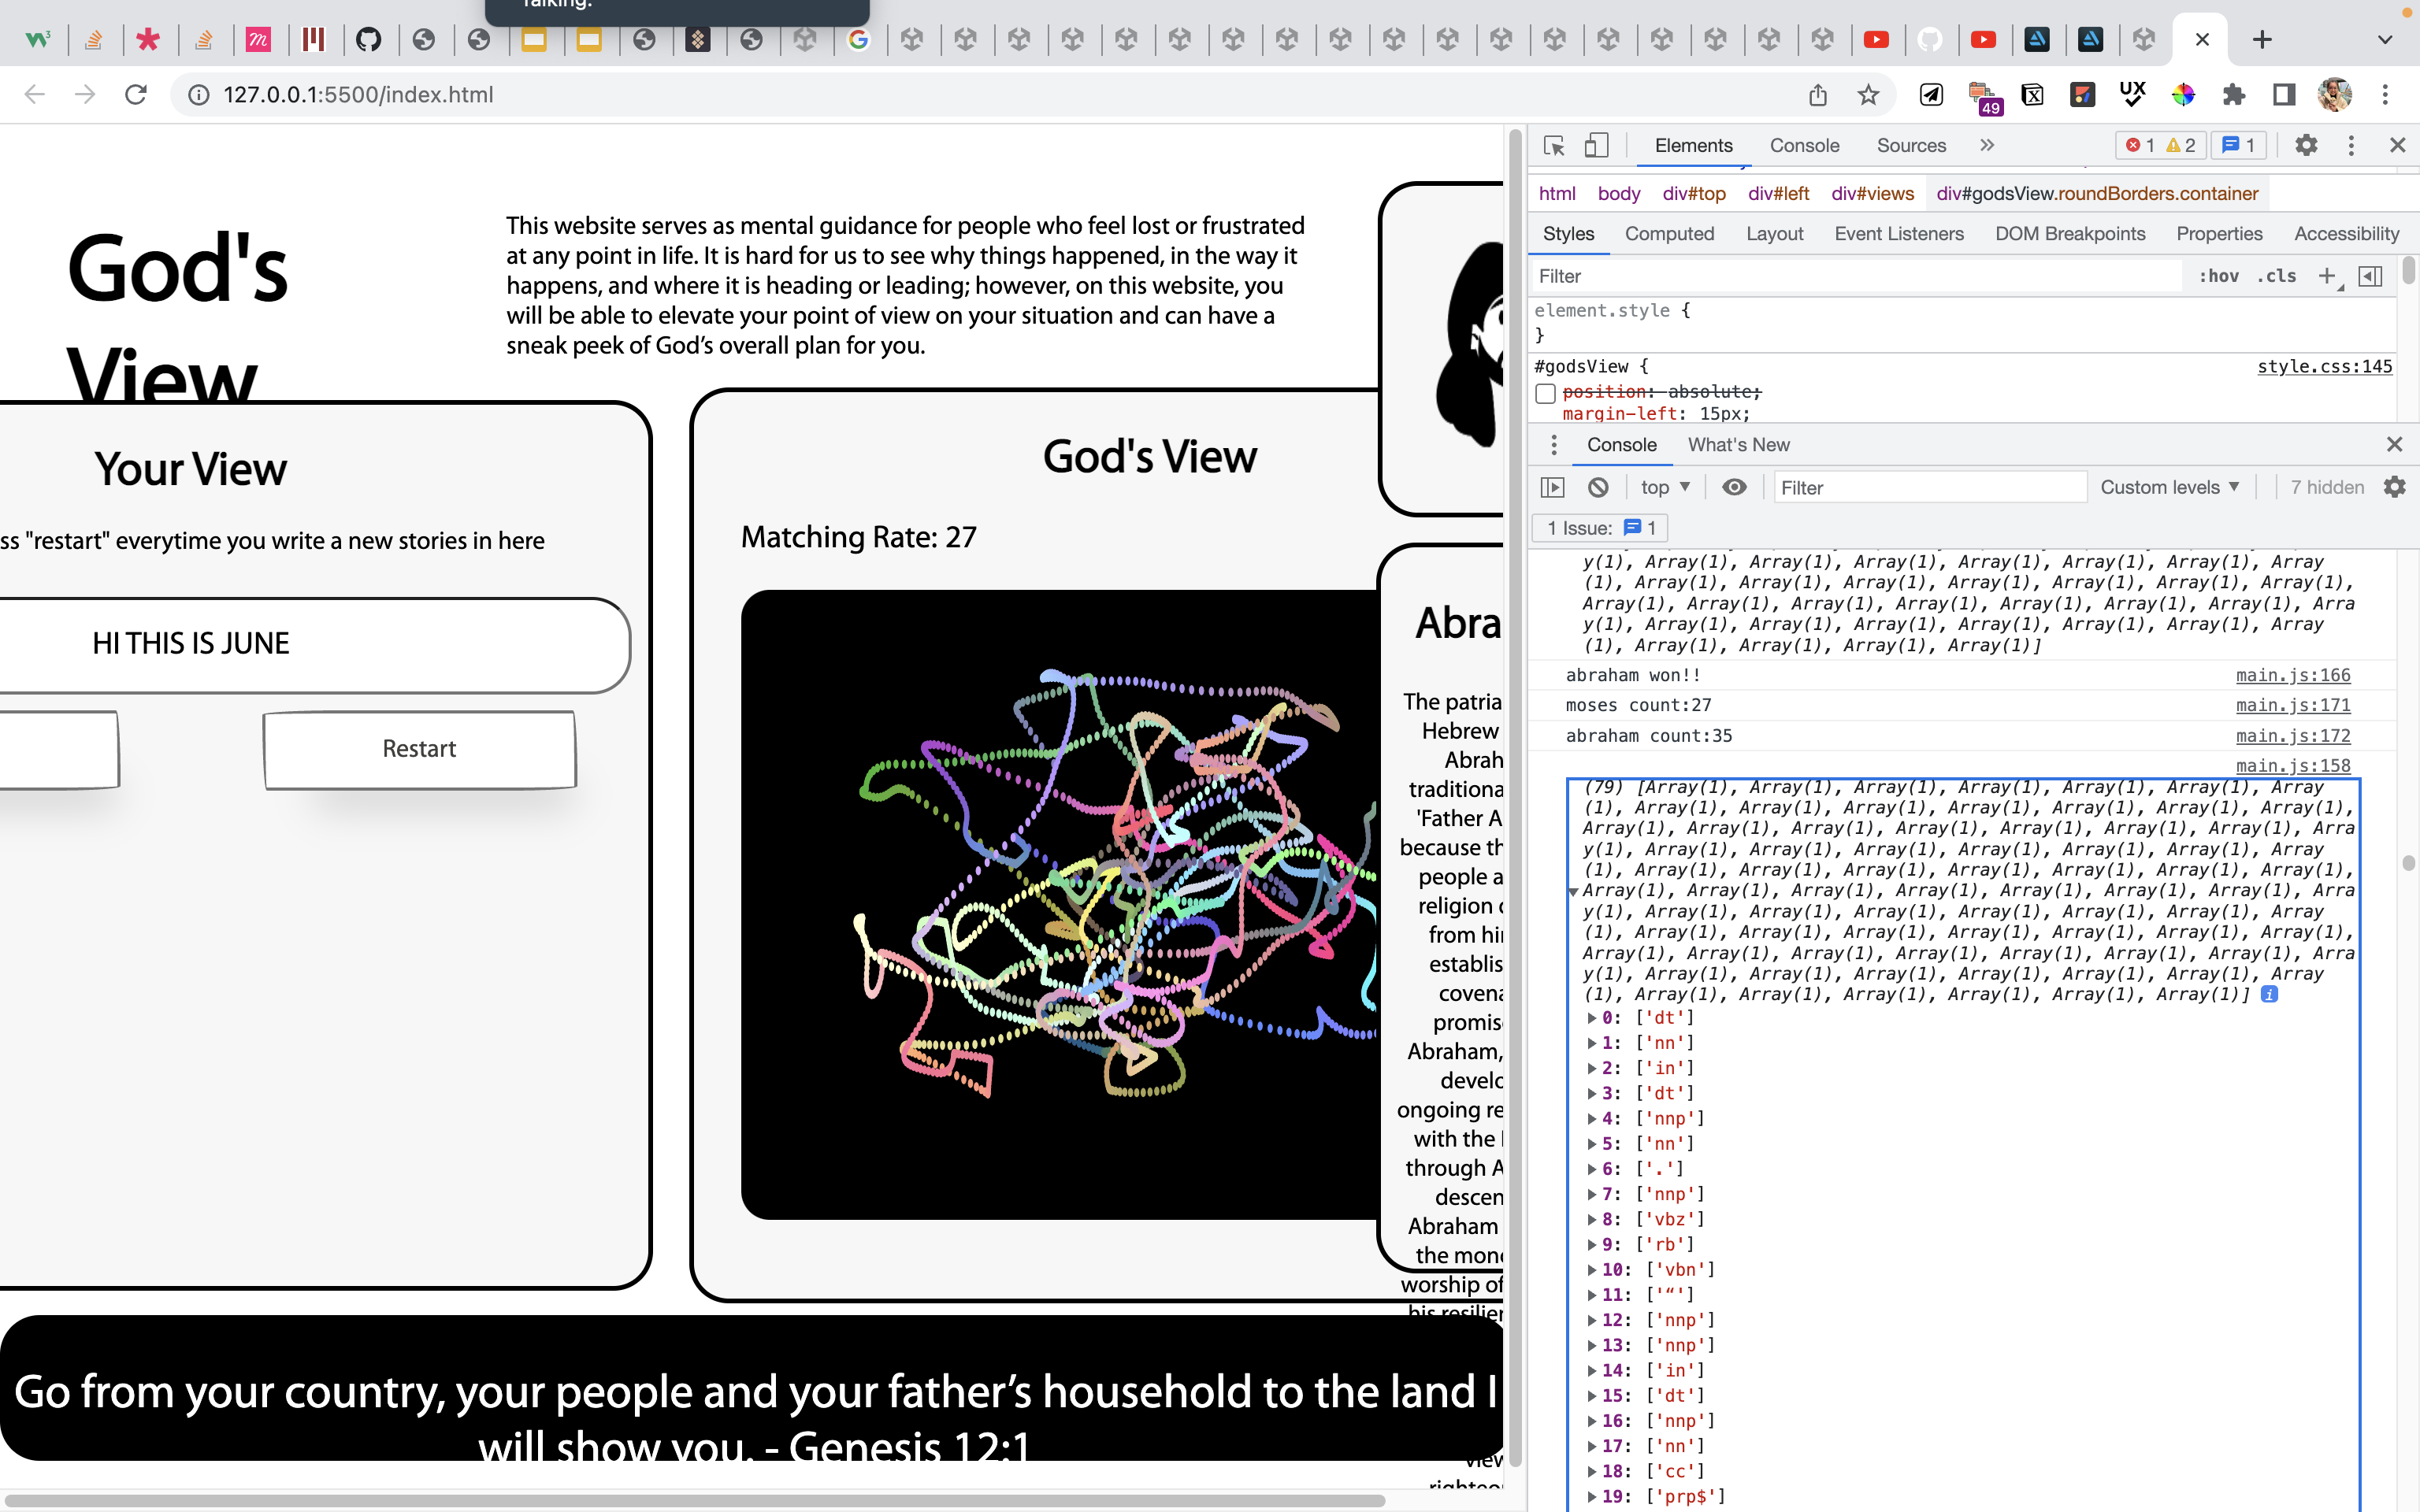 Talking.
127.0.0.1:5500/index.html
49
UX
God's
View
This website serves as mental guidance for people who feel lost or frustrated
at any point in life. It is hard for us to see why things happened, in the way it
happens, and where it is heading or leading; however, on this website, you
will be able to elevate your point of view on your situation and can have a
sneak peek of God’s overall plan for you.
Your View
ss "restart" everytime you write a new stories in here
HI THIS IS JUNE
Restart
God's View
Matching Rate: 27
Abra
The patria
Hebrew
Abrah
traditiona
'Father A
because th
people a
religion
from hi
establis
covena
promis
Abraham,
develo
ongoing re
with the
through A
descen
Abraham
the mono
worship of
his resilien
view
righteou
Go from your country, your people and your father’s household to the land I
will show you. - Genesis 12:1
Elements Console Sources » 1 2 1
html body div#top div#left div#views div#godsView.roundBorders.container
Styles Computed Layout Event Listeners DOM Breakpoints Properties Accessibility
Filter :hov .cls +
element.style {
}
#godsView { style.css:145
position: absolute;
margin-left: 15px;
Console What's New
top ▼ Filter Custom levels ▼ 7 hidden
1 Issue: 1
y(1), Array(1), Array(1), Array(1), Array(1), Array(1), Array(1), Array
(1), Array(1), Array(1), Array(1), Array(1), Array(1), Array(1), Array(1),
Array(1), Array(1), Array(1), Array(1), Array(1), Array(1), Array(1), Arra
y(1), Array(1), Array(1), Array(1), Array(1), Array(1), Array(1), Array
(1), Array(1), Array(1), Array(1), Array(1)]
abraham won!! main.js:166
moses count:27 main.js:171
abraham count:35 main.js:172
main.js:158
(79) [Array(1), Array(1), Array(1), Array(1), Array(1), Array(1), Array
(1), Array(1), Array(1), Array(1), Array(1), Array(1), Array(1), Array(1),
Array(1), Array(1), Array(1), Array(1), Array(1), Array(1), Array(1), Arra
y(1), Array(1), Array(1), Array(1), Array(1), Array(1), Array(1), Array
(1), Array(1), Array(1), Array(1), Array(1), Array(1), Array(1), Array(1),
Array(1), Array(1), Array(1), Array(1), Array(1), Array(1), Array(1), Arra
y(1), Array(1), Array(1), Array(1), Array(1), Array(1), Array(1), Array
(1), Array(1), Array(1), Array(1), Array(1), Array(1), Array(1), Array(1),
Array(1), Array(1), Array(1), Array(1), Array(1), Array(1), Array(1), Arra
y(1), Array(1), Array(1), Array(1), Array(1), Array(1), Array(1), Array
(1), Array(1), Array(1), Array(1), Array(1), Array(1), Array(1)]
0: ['dt']
1: ['nn']
2: ['in']
3: ['dt']
4: ['nnp']
5: ['nn']
6: ['.']
7: ['nnp']
8: ['vbz']
9: ['rb']
10: ['vbn']
11: ['“']
12: ['nnp']
13: ['nnp']
14: ['in']
15: ['dt']
16: ['nnp']
17: ['nn']
18: ['cc']
19: ['prp$']